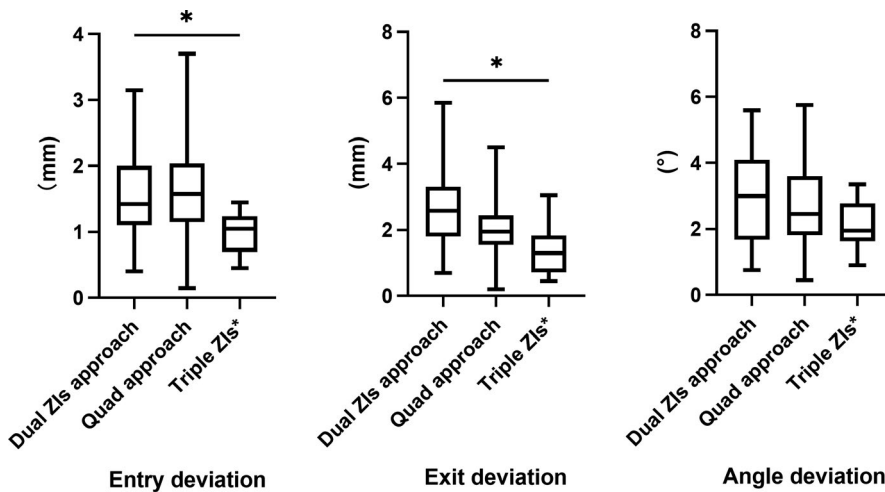 *
4
3
2
1
0
(mm)
Dual ZIs approach
Quad approach
Triple ZIs*
Entry deviation
*
8
6
4
2
0
(mm)
Dual ZIs approach
Quad approach
Triple ZIs*
Exit deviation
8
6
4
2
0
(°)
Dual ZIs approach
Quad approach
Triple ZIs*
Angle deviation